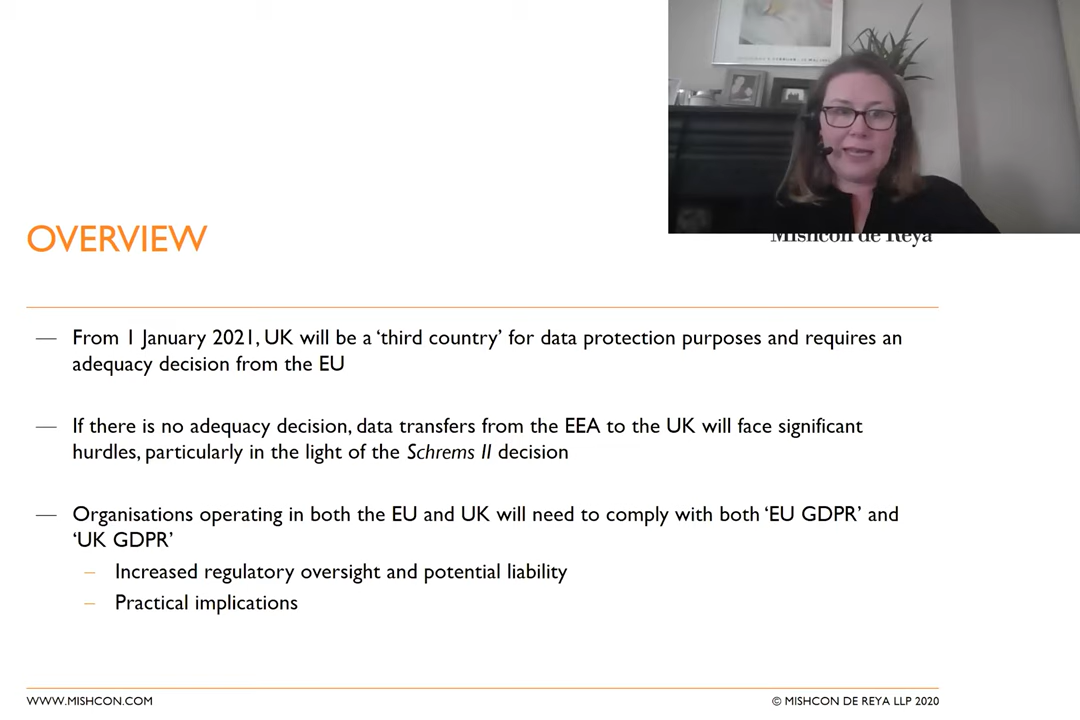 OVERVIEW
Mishcon de Reya
— From 1 January 2021, UK will be a ‘third country’ for data protection purposes and requires an
adequacy decision from the EU
— If there is no adequacy decision, data transfers from the EEA to the UK will face significant
hurdles, particularly in the light of the Schrems II decision
— Organisations operating in both the EU and UK will need to comply with both ‘EU GDPR’ and
‘UK GDPR’
– Increased regulatory oversight and potential liability
– Practical implications
WWW.MISHCON.COM
© MISHCON DE REYA LLP 2020